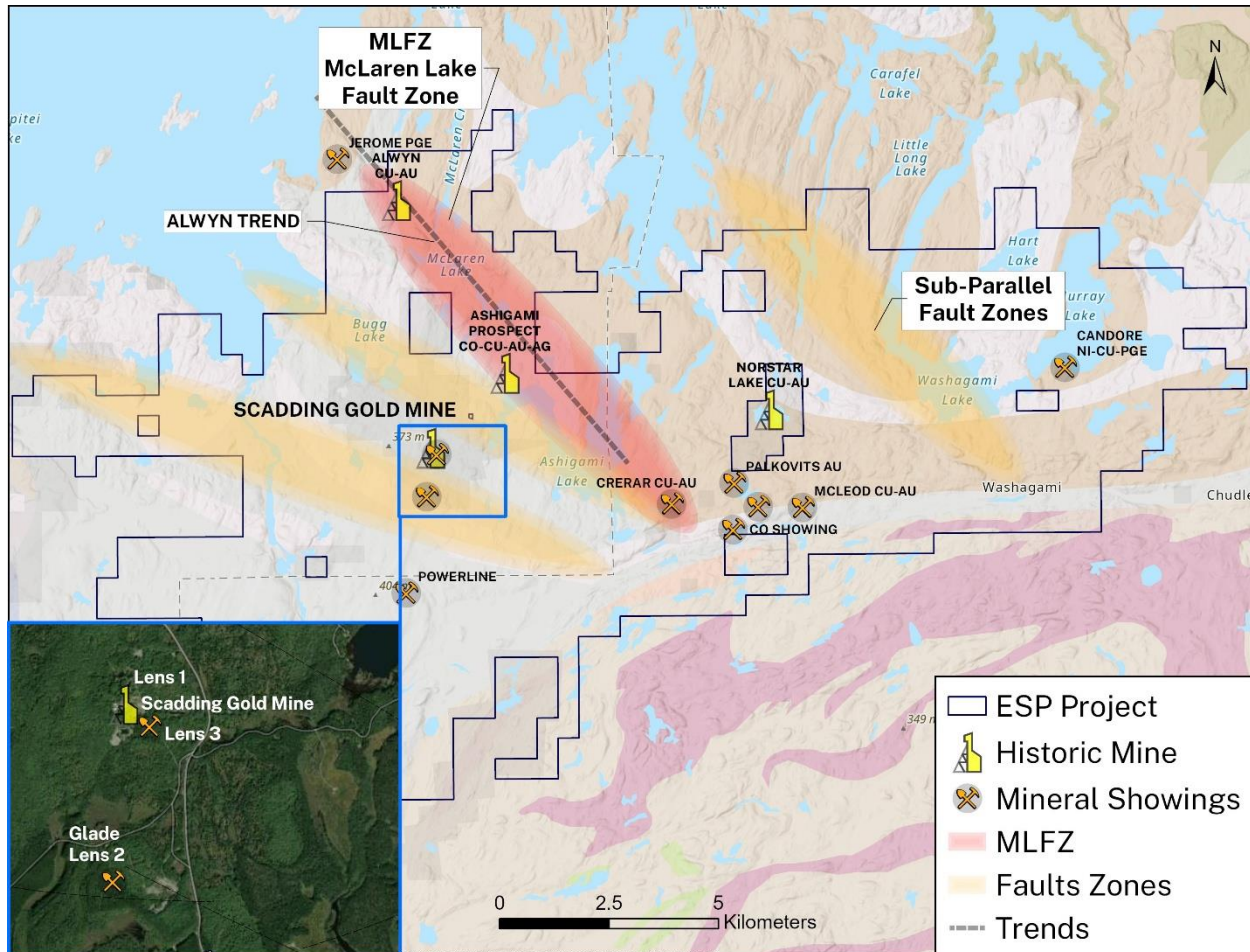 MLFZ
McLaren Lake
Fault Zone
N
Carafel
Lake
McLaren
JEROME PGE
ALWYN
CU-AU
Little
Long
Lake
ALWYN TREND
McLaren
Lake
Hart
Lake
Sub-Parallel
Fault Zones
Lake
Bugg
Lake
ASHIGAMI
PROSPECT
CO-CU-AU-AG
CANDORE
NI-CU-PGE
NORSTAR
LAKE CU-AU
Washagami
Lake
SCADDING GOLD MINE
373 m
Ashigami
Lake
PALKOVITS AU
CRERAR CU-AU
MCLEOD CU-AU
Washagami
Chudle
CO SHOWING
POWERLINE
404 m
Lens 1
Scadding Gold Mine
Lens 3
Glade
Lens 2
349 m
0 2.5 5
Kilometers
ESP Project
Historic Mine
Mineral Showings
MLFZ
Faults Zones
Trends